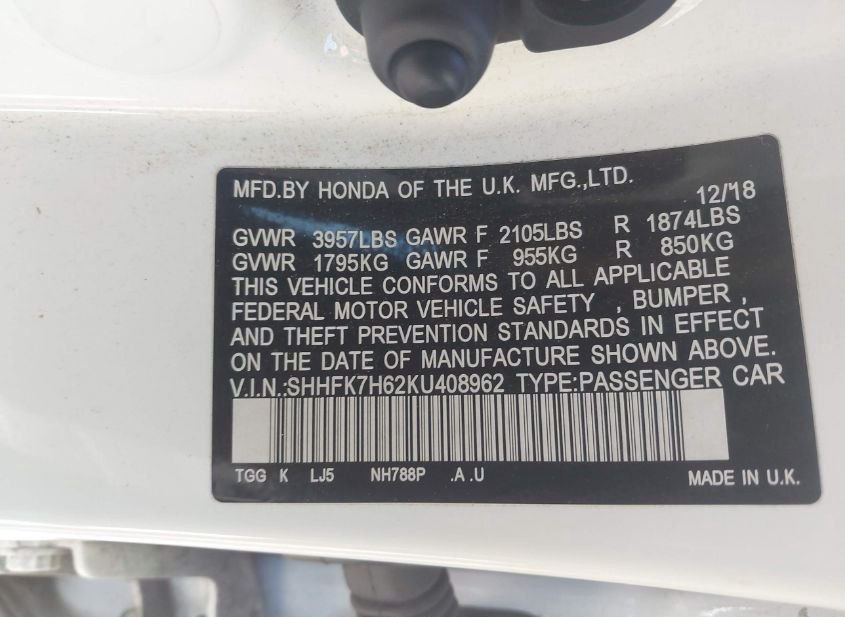 MFD.BY HONDA OF THE U.K. MFG.,LTD. 12/18
GVWR 3957LBS GAWR F 2105LBS R 1874LBS
GVWR 1795KG GAWR F 955KG R 850KG
THIS VEHICLE CONFORMS TO ALL APPLICABLE
FEDERAL MOTOR VEHICLE SAFETY , BUMPER ,
AND THEFT PREVENTION STANDARDS IN EFFECT
ON THE DATE OF MANUFACTURE SHOWN ABOVE.
V.I.N.:SHHFK7H62KU408962 TYPE:PASSENGER CAR
TGG K LJ5 NH788P .A .U MADE IN U.K.